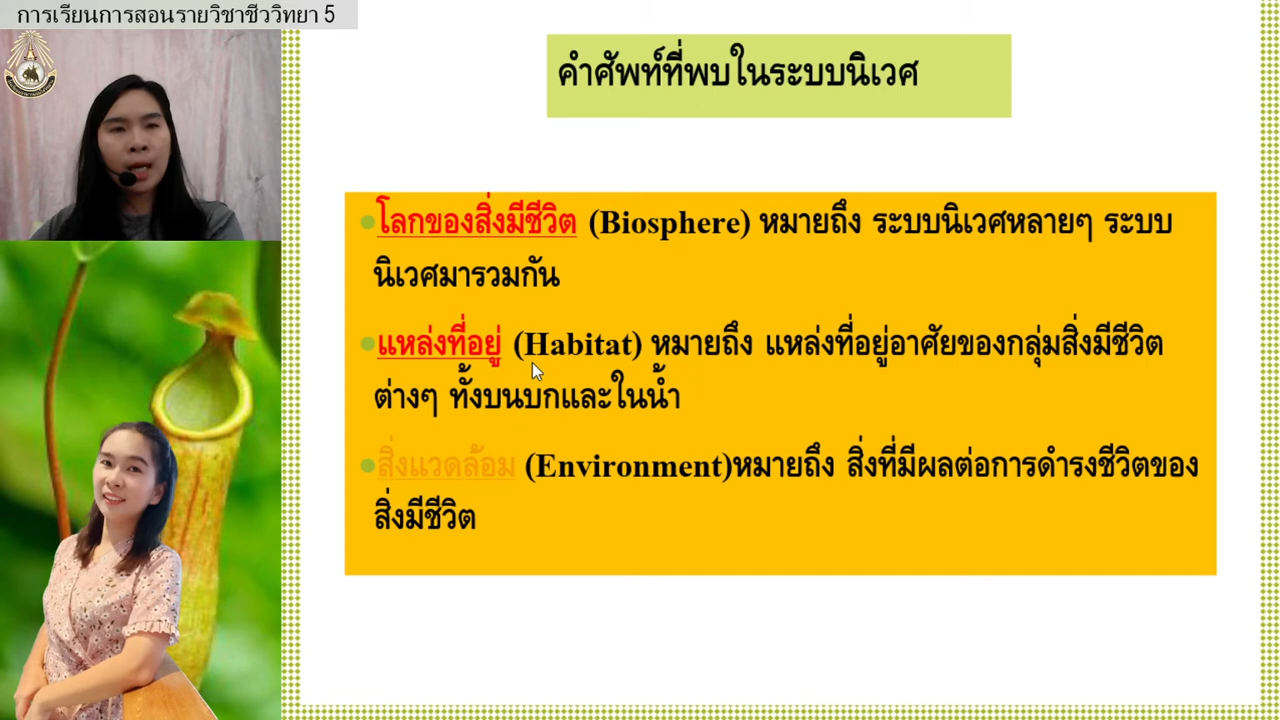 การเรียนการสอนรายวิชาชีววิทยา 5
คำศัพท์ที่พบในระบบนิเวศ
โลกของสิ่งมีชีวิต (Biosphere) หมายถึง ระบบนิเวศหลายๆ ระบบ
นิเวศมารวมกัน
แหล่งที่อยู่ (Habitat) หมายถึง แหล่งที่อยู่อาศัยของกลุ่มสิ่งมีชีวิต
ต่างๆ ทั้งบนบกและในน้ำ
สิ่งแวดล้อม (Environment)หมายถึง สิ่งที่มีผลต่อการดำรงชีวิตของ
สิ่งมีชีวิต